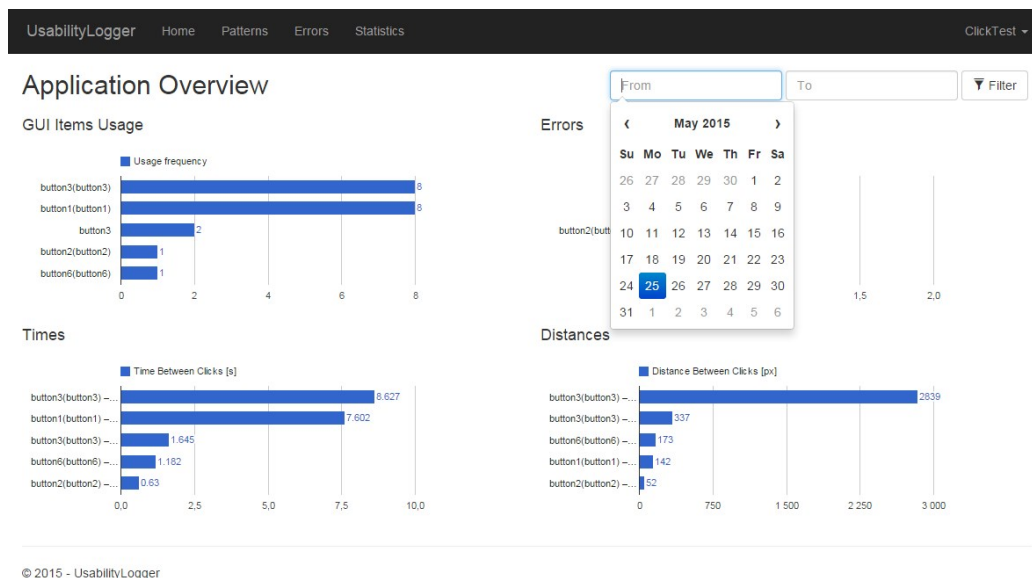 UsabilityLogger Home Patterns Errors Statistics ClickTest
Application Overview
From
To
Filter
GUI Items Usage
Usage frequency
button3(button3) 8
button1(button1) 8
button3 2
button2(button2) 1
button6(button6) 1
0 2 4 6 8
Errors
button2(butt
1,5 2,0
‹ May 2015 ›
Su Mo Tu We Th Fr Sa
26 27 28 29 30 1 2
3 4 5 6 7 8 9
10 11 12 13 14 15 16
17 18 19 20 21 22 23
24 25 26 27 28 29 30
31 1 2 3 4 5 6
Times
Time Between Clicks [s]
button3(button3) –... 8.627
button1(button1) –... 7.602
button3(button3) –... 1.645
button6(button6) –... 1.182
button2(button2) –... 0.63
0,0 2,5 5,0 7,5 10,0
Distances
Distance Between Clicks [px]
button3(button3) –... 2839
button3(button3) –... 337
button6(button6) –... 173
button1(button1) –... 142
button2(button2) –... 52
0 750 1 500 2 250 3 000
© 2015 - UsabilityLogger